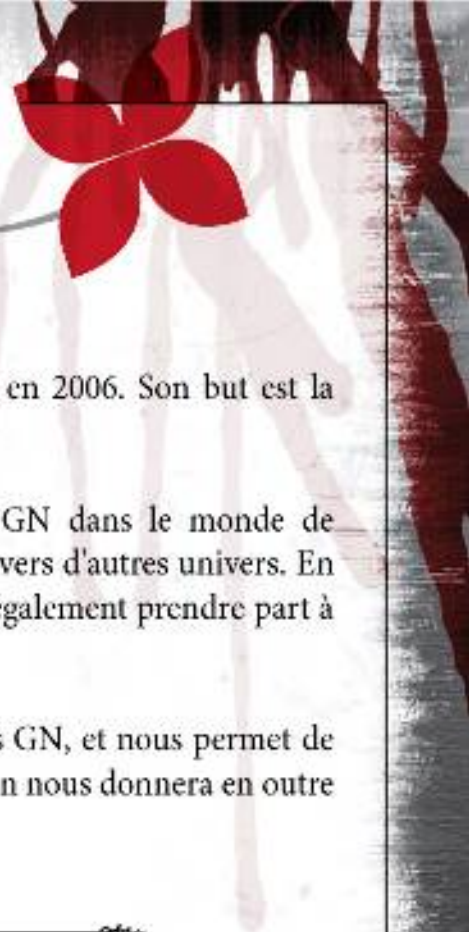 en 2006. Son but est la
GN dans le monde de
vers d'autres univers. En
également prendre part à
s GN, et nous permet de
n nous donnera en outre